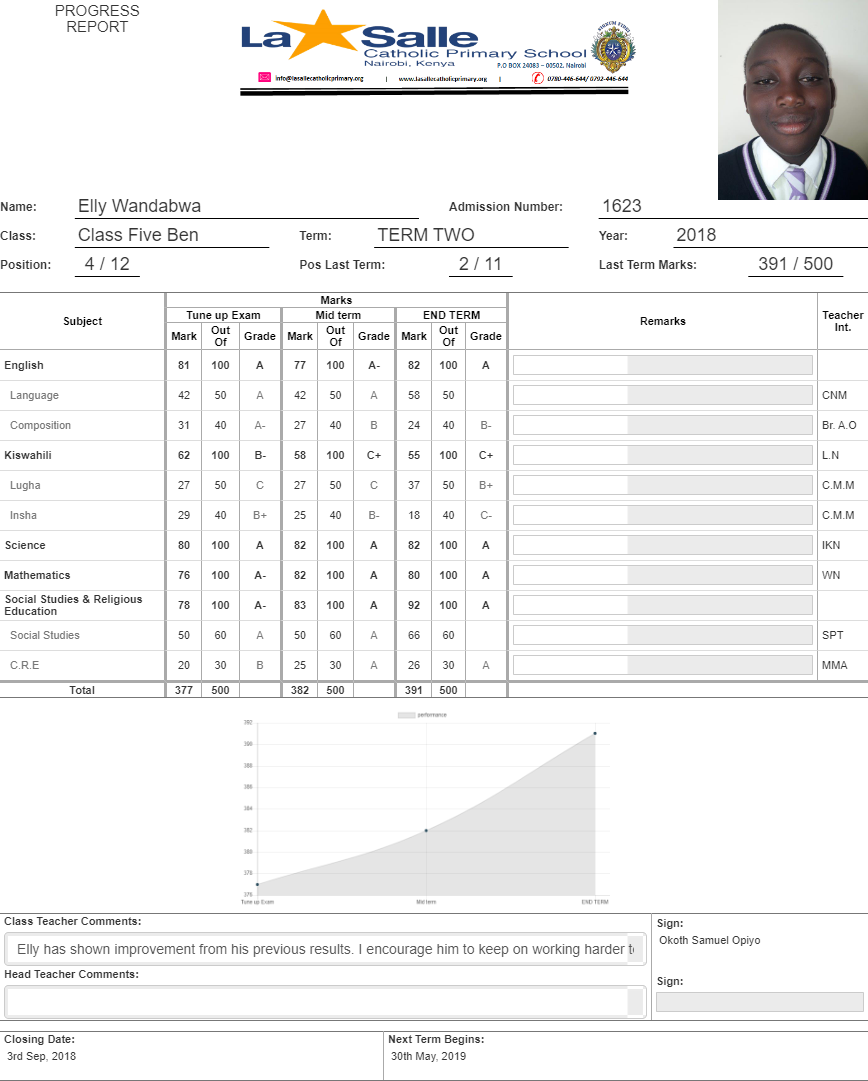 PROGRESS
REPORT
La Salle
Catholic Primary School
Nairobi, Kenya
P.O BOX 24083 – 00502, Nairobi
info@lasallecatholicprimary.org | www.lasallecatholicprimary.org | 0780-446-644/ 0792-446-644
Name: Elly Wandabwa Admission Number: 1623
Class: Class Five Ben Term: TERM TWO Year: 2018
Position: 4 / 12 Pos Last Term: 2 / 11 Last Term Marks: 391 / 500
Subject Marks Remarks Teacher Int.
Tune up Exam Mid term END TERM
Mark Out Of Grade Mark Out Of Grade Mark Out Of Grade
English 81 100 A 77 100 A- 82 100 A
Language 42 50 A 42 50 A 58 50 CNM
Composition 31 40 A- 27 40 B 24 40 B- Br. A.O
Kiswahili 62 100 B- 58 100 C+ 55 100 C+ L.N
Lugha 27 50 C 27 50 C 37 50 B+ C.M.M
Insha 29 40 B+ 25 40 B- 18 40 C- C.M.M
Science 80 100 A 82 100 A 82 100 A IKN
Mathematics 76 100 A- 82 100 A 80 100 A WN
Social Studies & Religious
Education 78 100 A- 83 100 A 92 100 A
Social Studies 50 60 A 50 60 A 66 60 SPT
C.R.E 20 30 B 25 30 A 26 30 A MMA
Total 377 500 382 500 391 500
performance
392
390
388
386
384
382
380
378
376
Tune up Exam Mid term END TERM
Class Teacher Comments: Sign:
Elly has shown improvement from his previous results. I encourage him to keep on working harder Okoth Samuel Opiyo
Head Teacher Comments: Sign:
Closing Date: Next Term Begins:
3rd Sep, 2018 30th May, 2019